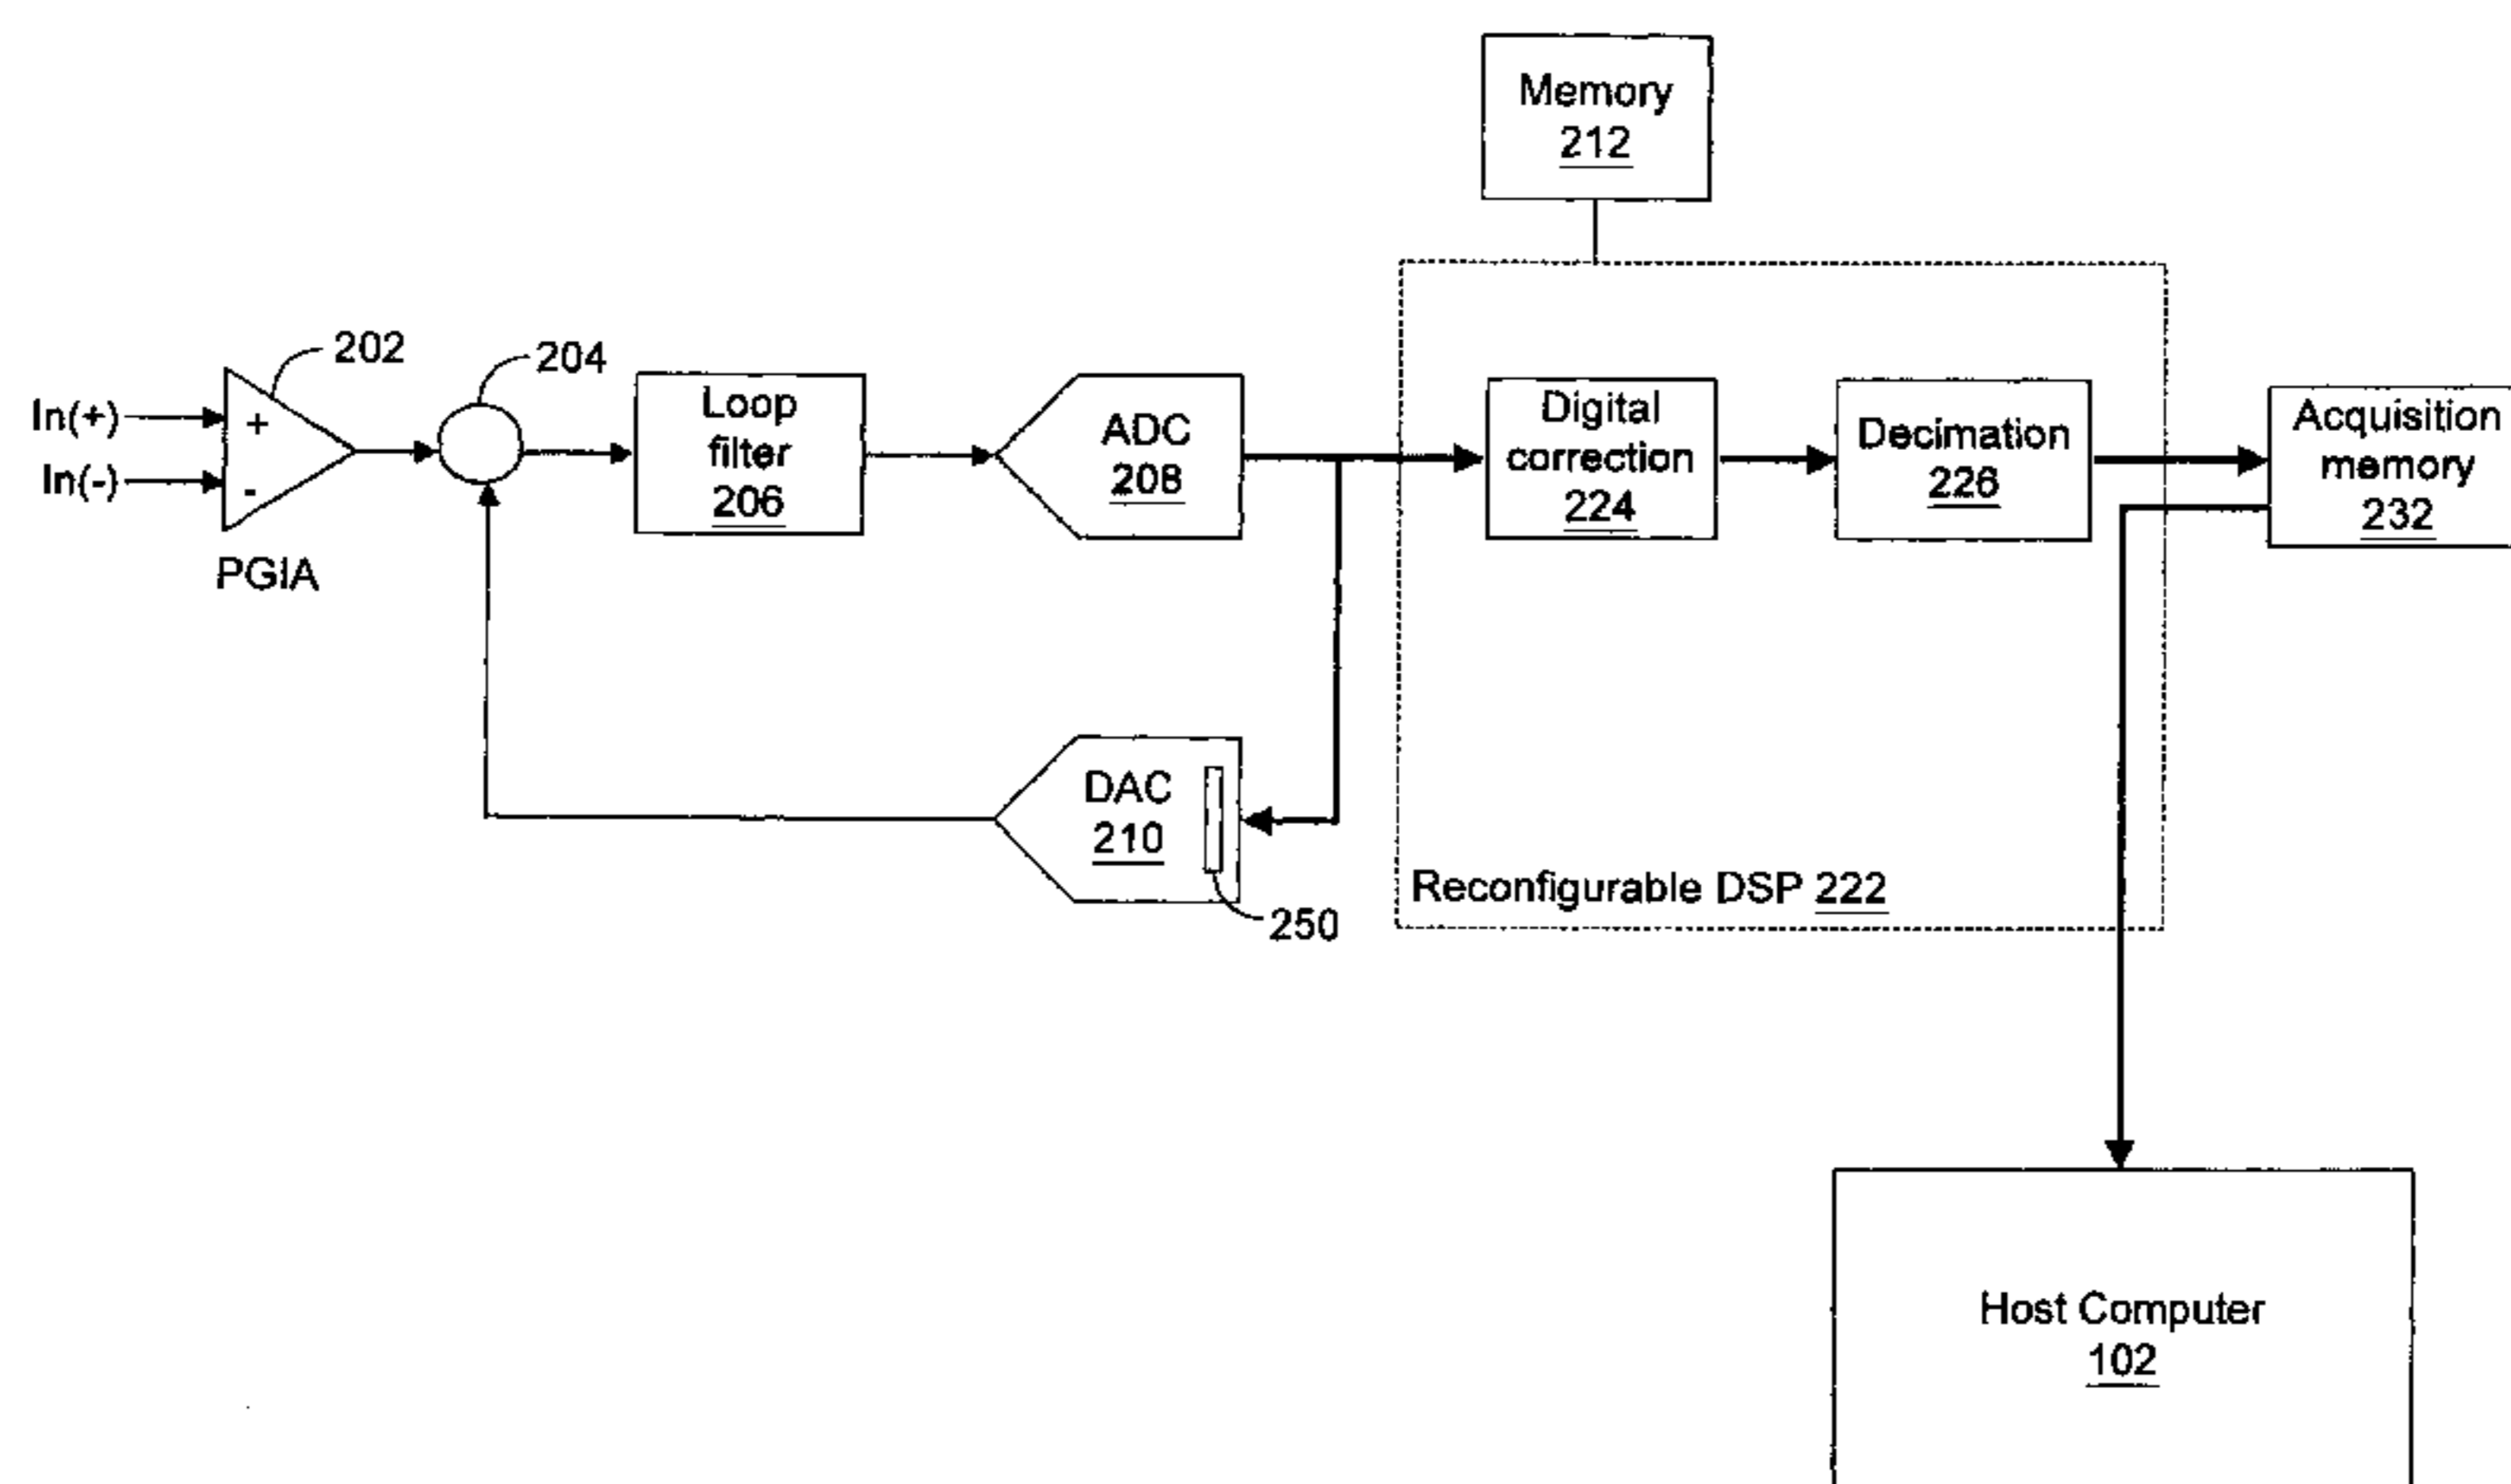 Memory
212
202
204
In(+)
In(-)
+
-
PGIA
Loop
filter
206
ADC
208
Digital
correction
224
Decimation
226
Acquisition
memory
232
DAC
210
250
Reconfigurable DSP 222
Host Computer
102